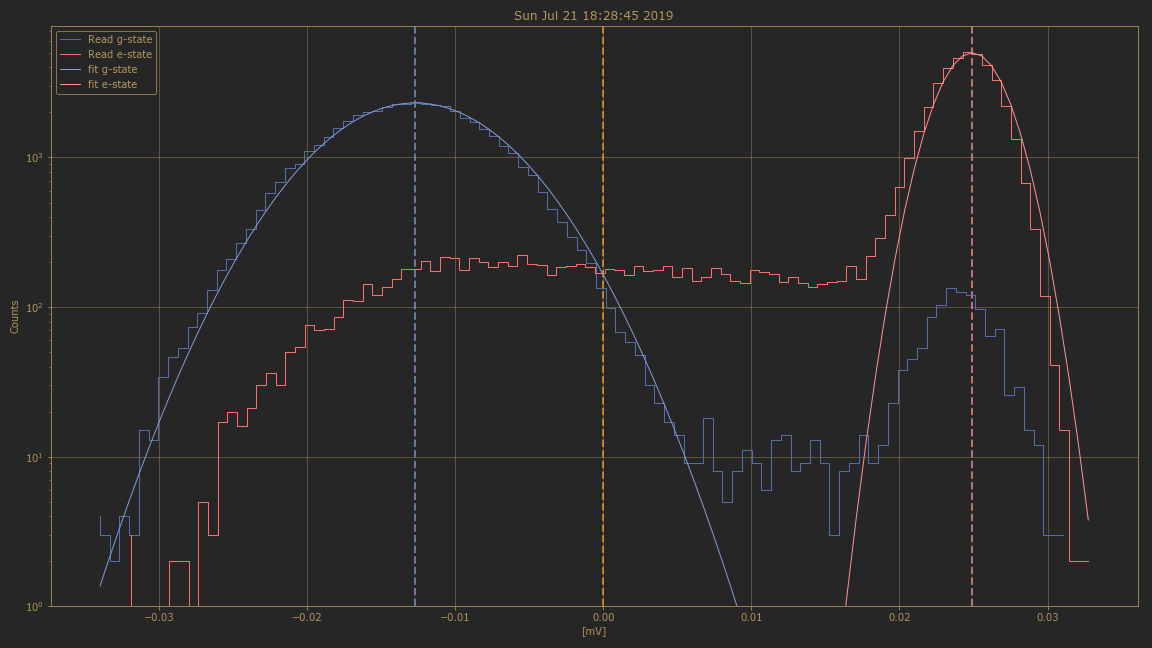 Sun Jul 21 18:28:45 2019
Read g-state
Read e-state
fit g-state
fit e-state
Counts
10³
10²
10¹
10⁰
−0.03
−0.02
−0.01
0.00
0.01
0.02
0.03
[mV]